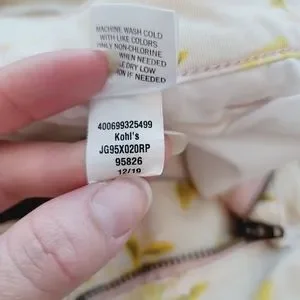 MACHINE WASH COLD
WITH LIKE COLORS
ONLY NON-CHLORINE
WHEN NEEDED
DRY LOW
IF NEEDED
400699325499
Kohl's
JG95X020RP
95826
12/19